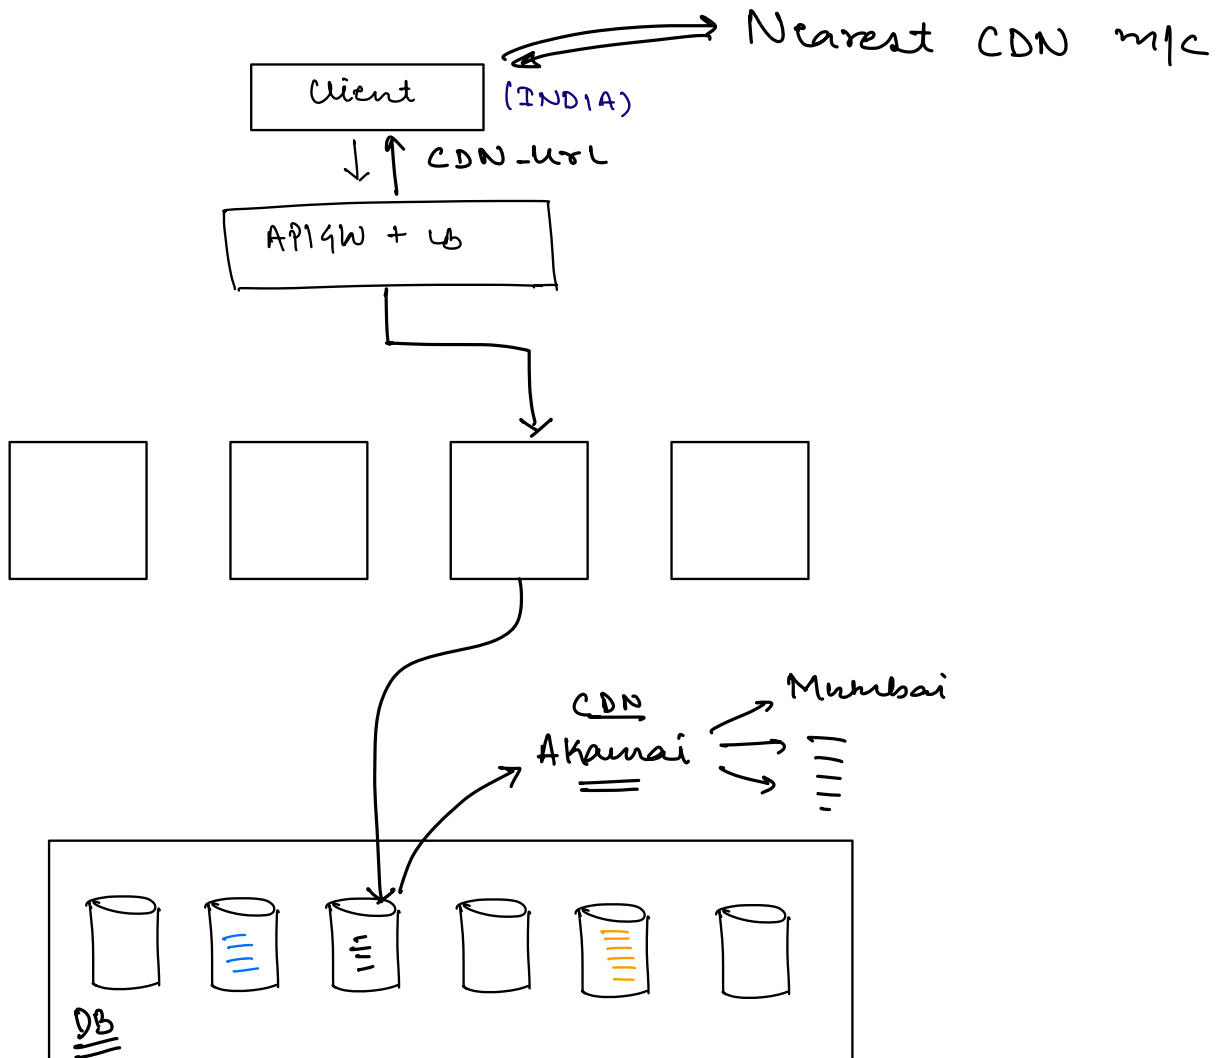 Nearest CDN m/c
Client
(INDIA)
CDN_Url
APIGW + LB
Mumbai
CDN
Akamai
DB